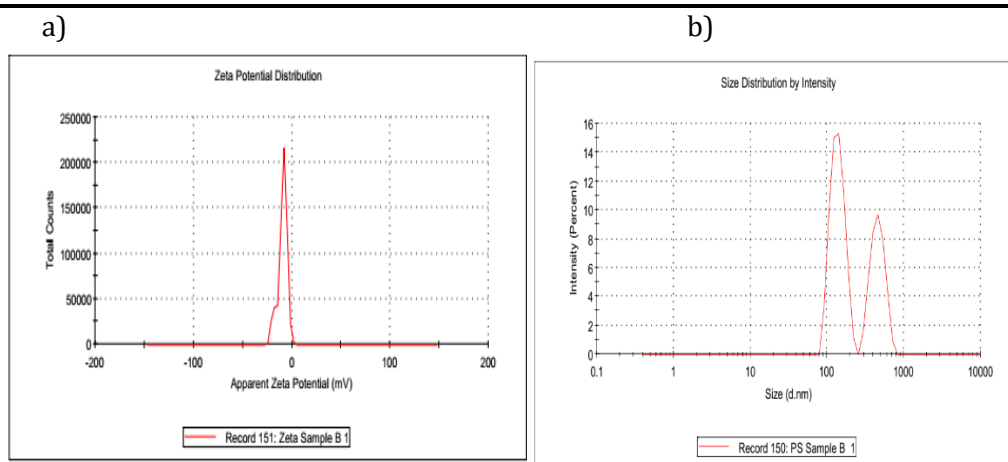 a)
b)
Zeta Potential Distribution
Total Counts
250000
200000
150000
100000
50000
0
-200
-100
0
100
200
Apparent Zeta Potential (mV)
Record 151: Zeta Sample B 1
Size Distribution by Intensity
Intensity (Percent)
16
14
12
10
8
6
4
2
0
0.1
1
10
100
1000
10000
Size (d.nm)
Record 150: PS Sample B 1